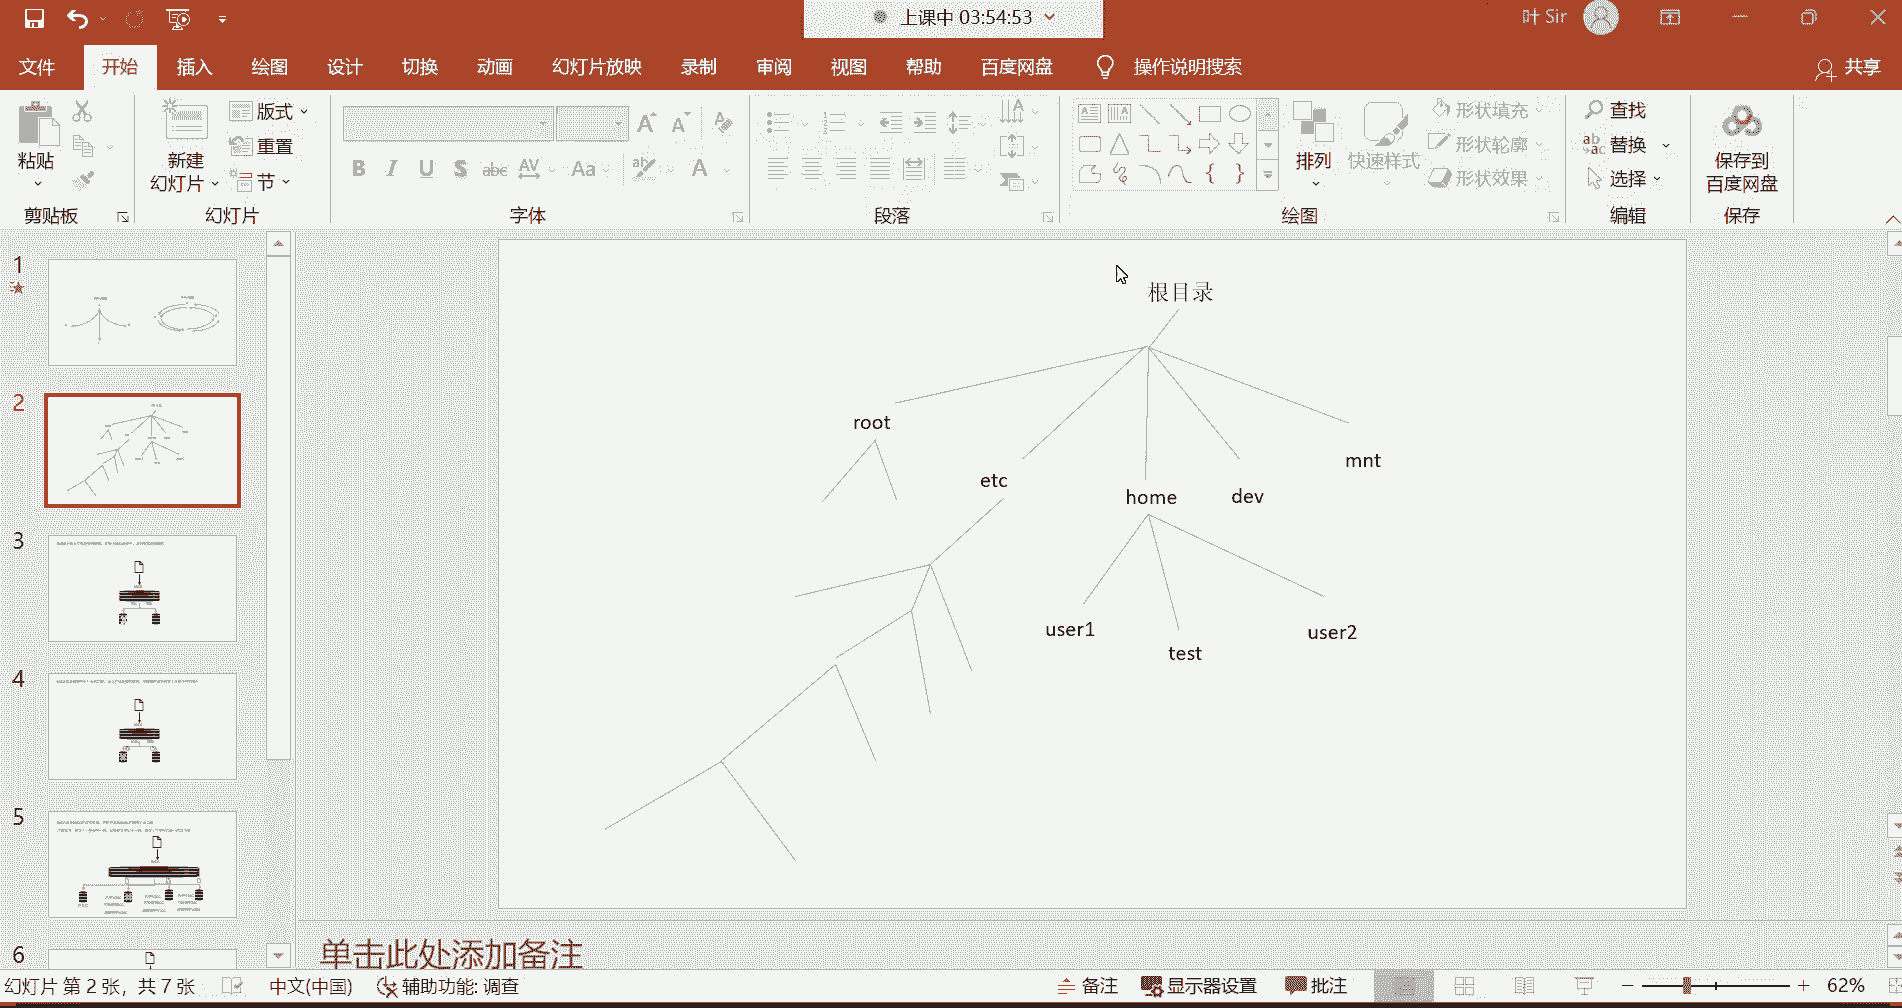 上课中 03:54:53
叶 Sir
文件 开始 插入 绘图 设计 切换 动画 幻灯片放映 录制 审阅 视图 帮助 百度网盘 操作说明搜索 共享
粘贴
剪贴板
新建
幻灯片
版式
重置
节
幻灯片
B I U S abc AV Aa A
字体
段落
排列
快速样式
形状填充
形状轮廓
形状效果
绘图
查找
替换
选择
编辑
保存到
百度网盘
保存
1
2
3
4
5
6
根目录
root
etc
home
dev
mnt
user1
test
user2
单击此处添加备注
幻灯片 第 2 张，共 7 张 中文(中国) 辅助功能: 调查 备注 显示器设置 批注 62%